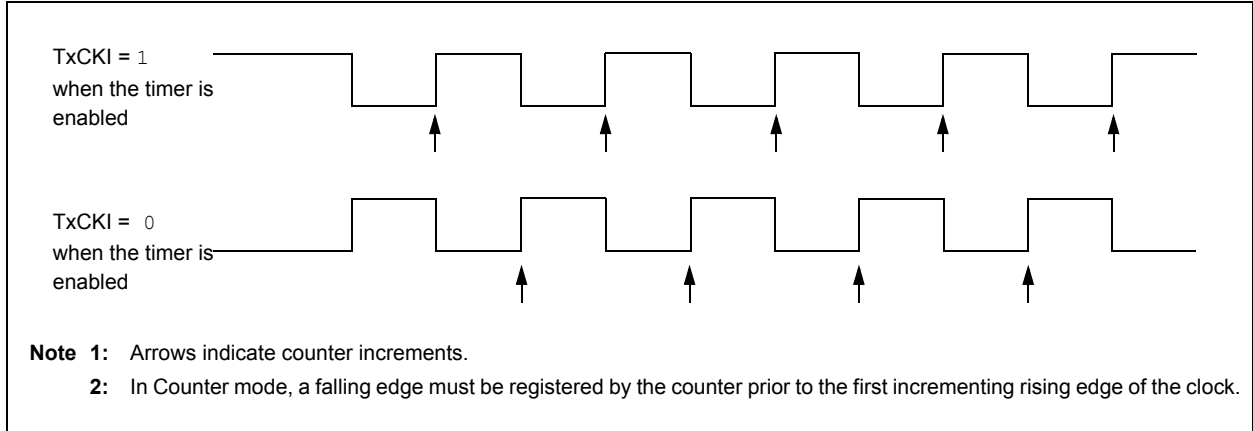 TxCKI = 1
when the timer is
enabled
TxCKI = 0
when the timer is
enabled
Note 1: Arrows indicate counter increments.
2: In Counter mode, a falling edge must be registered by the counter prior to the first incrementing rising edge of the clock.